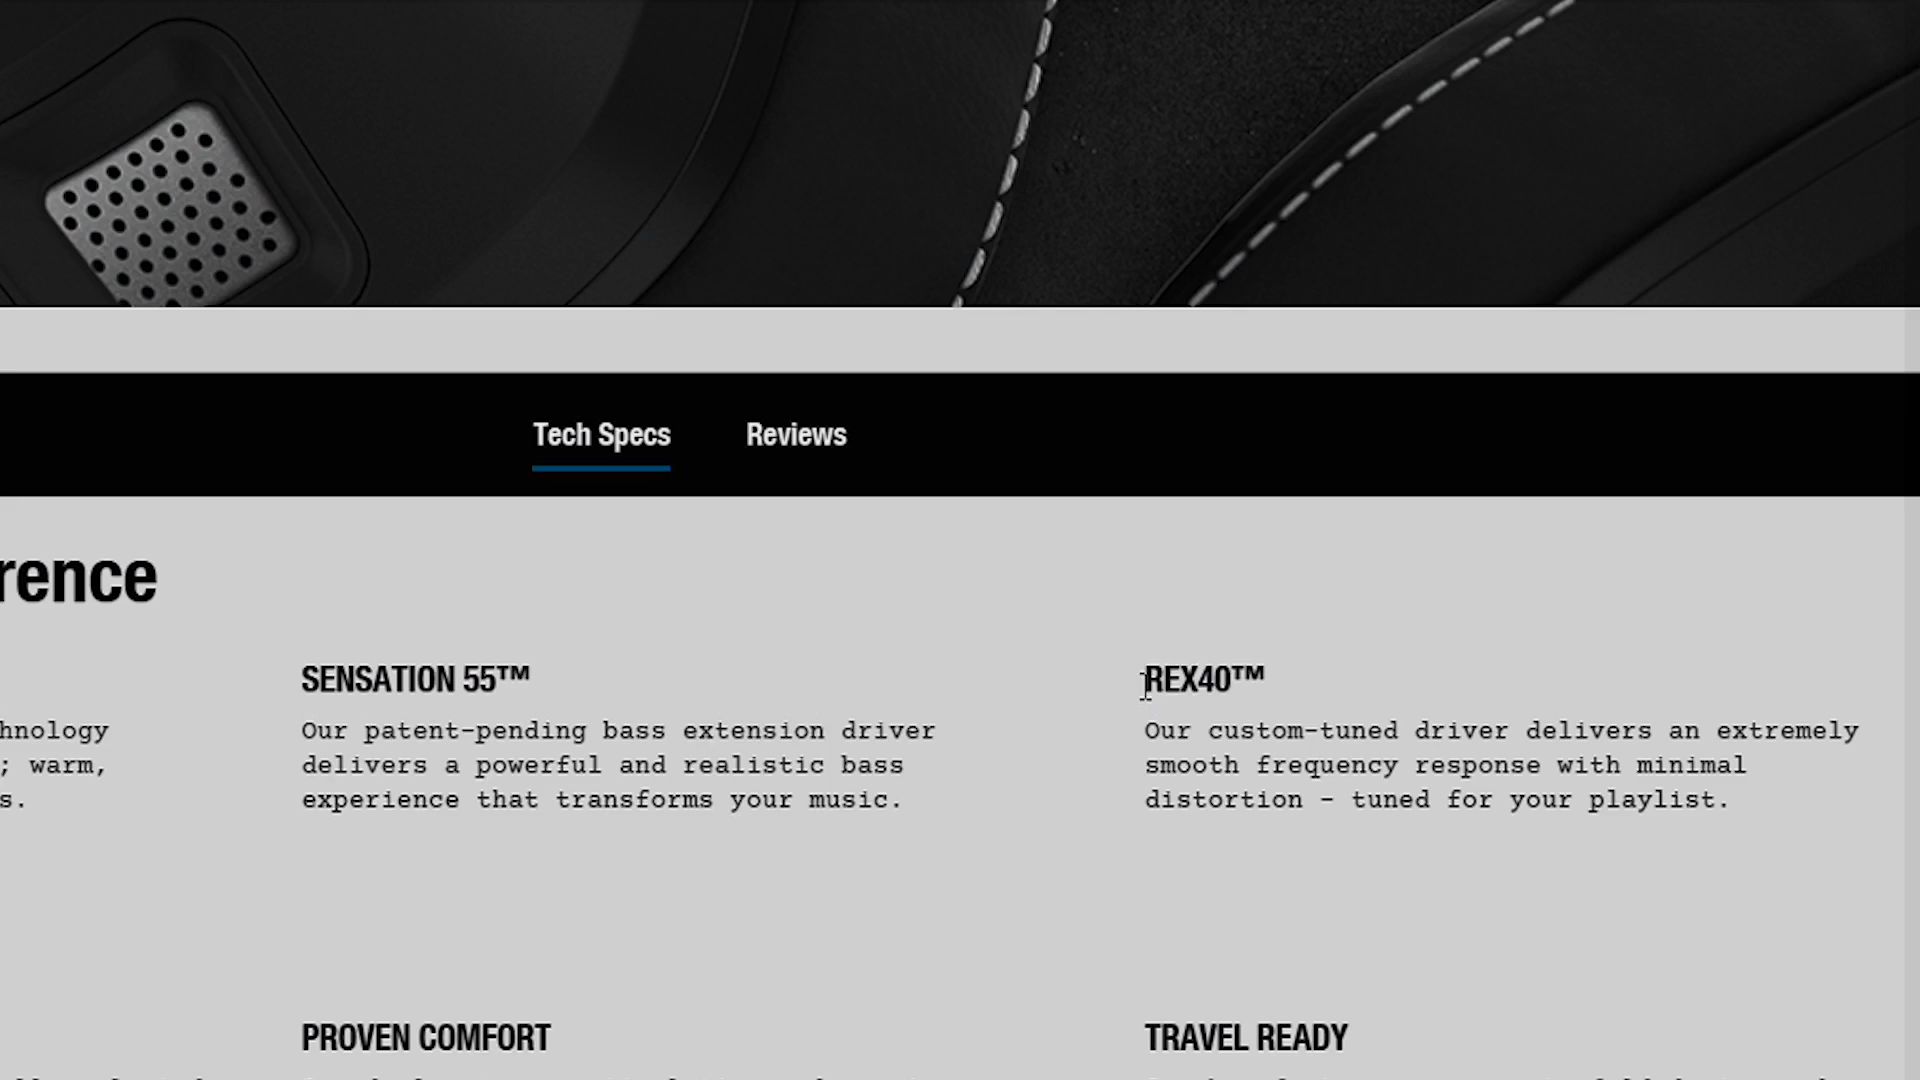 Tech Specs Reviews
rence
SENSATION 55™ REX40™
hnology Our patent-pending bass extension driver Our custom-tuned driver delivers an extremely
; warm, delivers a powerful and realistic bass smooth frequency response with minimal
s. experience that transforms your music. distortion - tuned for your playlist.
PROVEN COMFORT TRAVEL READY